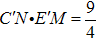 C'N•E'M = 9/4